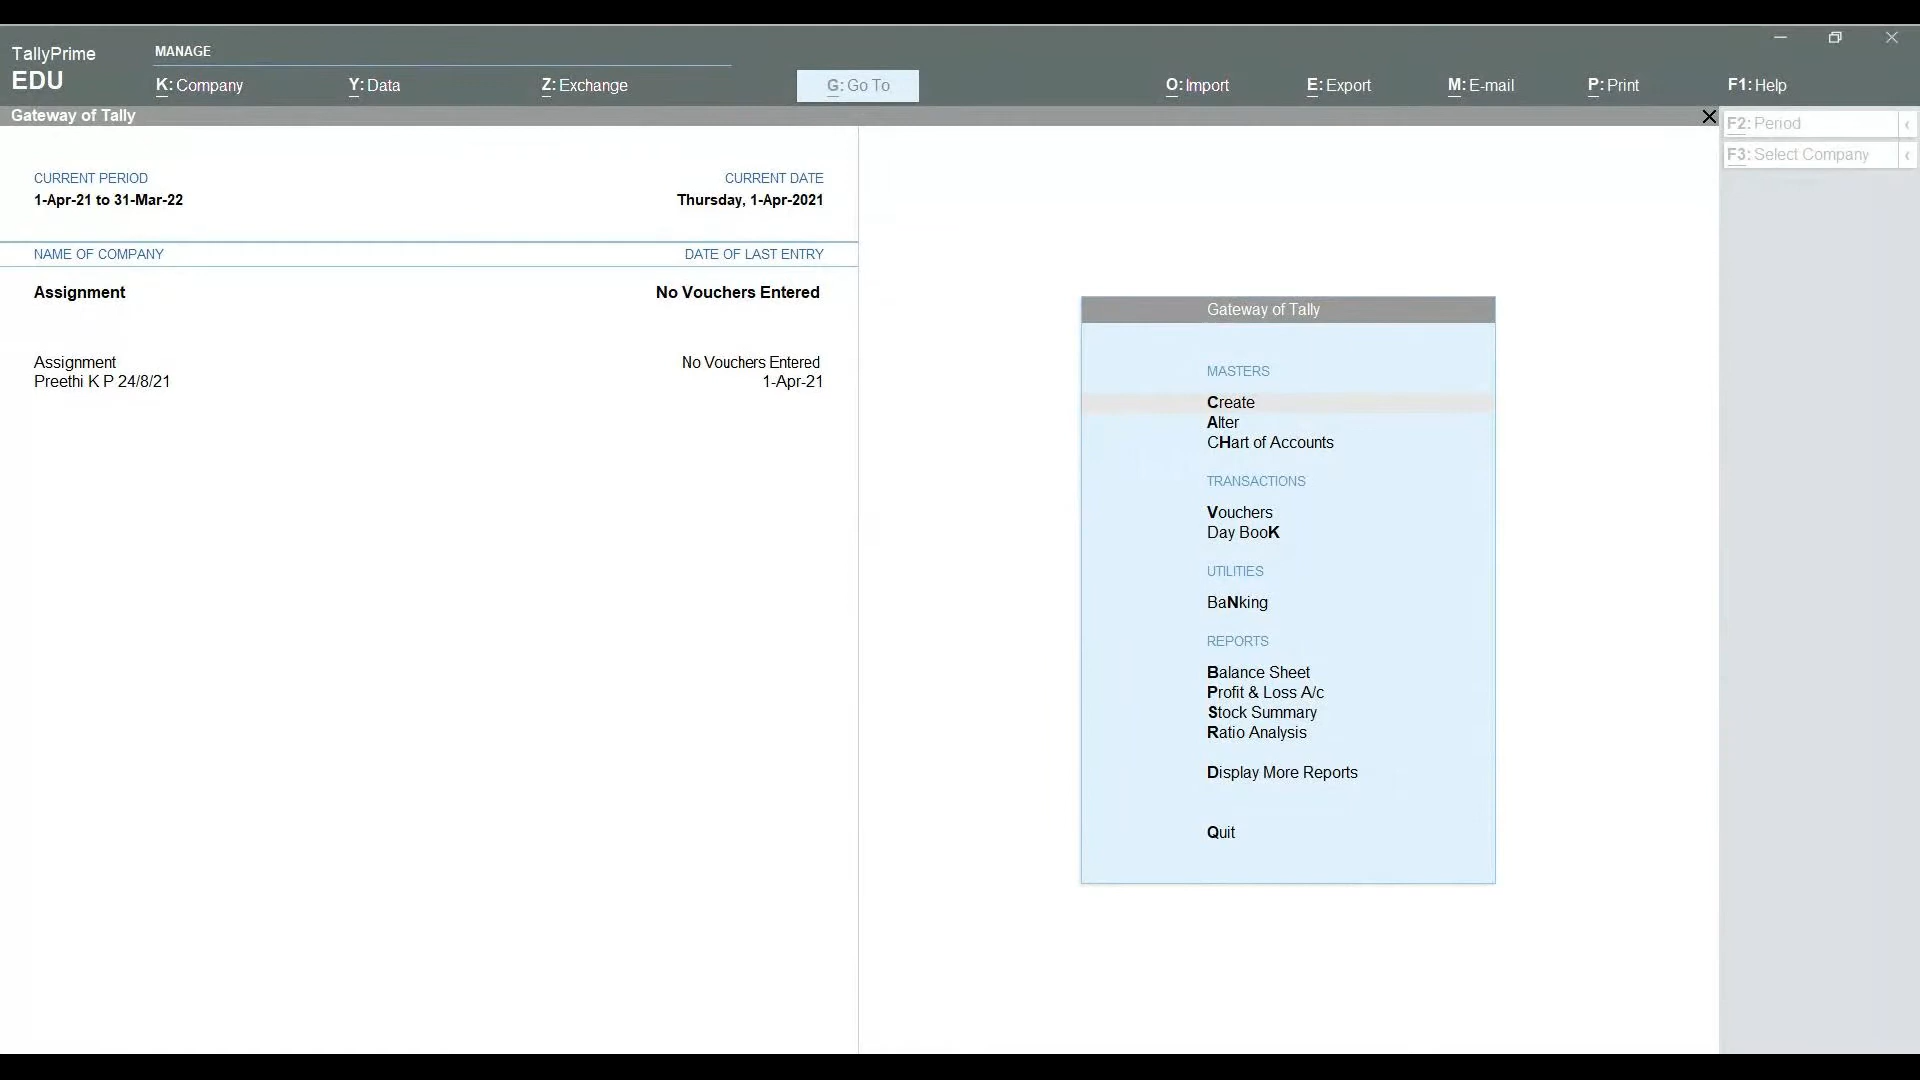 TallyPrime
EDU
MANAGE
K: Company
Y: Data
Z: Exchange
G: Go To
O: Import
E: Export
M: E-mail
P: Print
F1: Help
Gateway of Tally
F2: Period
F3: Select Company
CURRENT PERIOD
CURRENT DATE
1-Apr-21 to 31-Mar-22
Thursday, 1-Apr-2021
NAME OF COMPANY
DATE OF LAST ENTRY
Assignment
No Vouchers Entered
Assignment
No Vouchers Entered
Preethi K P 24/8/21
1-Apr-21
Gateway of Tally
MASTERS
Create
Alter
CHart of Accounts
TRANSACTIONS
Vouchers
Day BooK
UTILITIES
BaNking
REPORTS
Balance Sheet
Profit & Loss A/c
Stock Summary
Ratio Analysis
Display More Reports
Quit